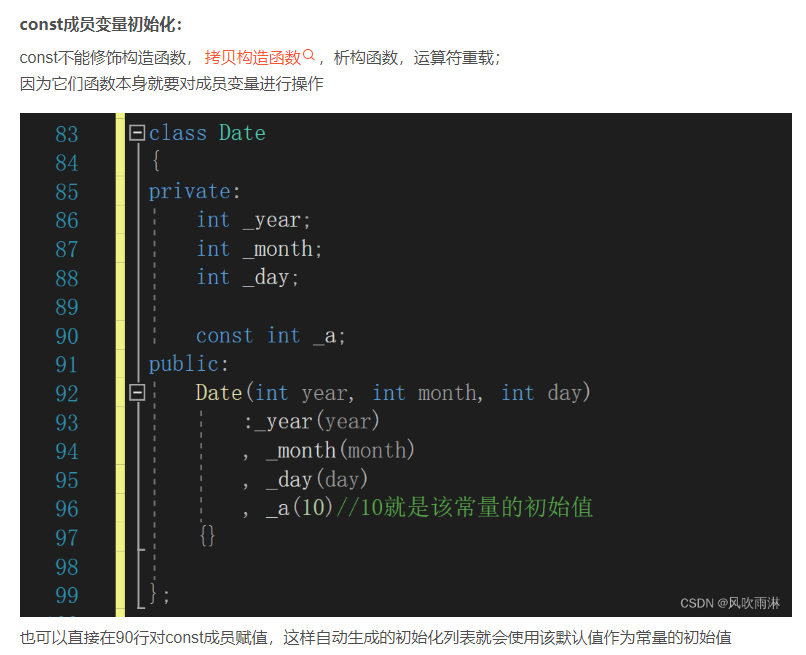 const成员变量初始化：
const不能修饰构造函数，拷贝构造函数，析构函数，运算符重载；
因为它们函数本身就要对成员变量进行操作
83 class Date
84 {
85 private:
86 int _year;
87 int _month;
88 int _day;
89
90 const int _a;
91 public:
92 Date(int year, int month, int day)
93 :_year(year)
94 , _month(month)
95 , _day(day)
96 , _a(10)//10就是该常量的初始值
97 {}
98
99 };
CSDN @风吹雨淋
也可以直接在90行对const成员赋值，这样自动生成的初始化列表就会使用该默认值作为常量的初始值